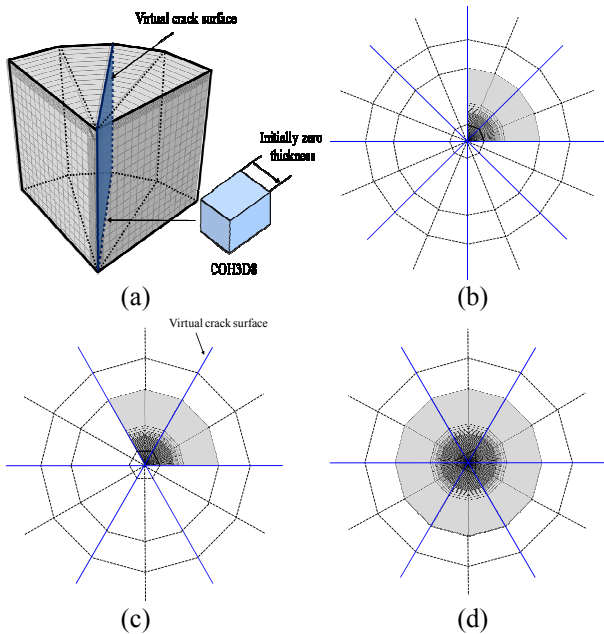 Virtual crack surface
Initially zero
thickness
COH3D8
(a)
(b)
Virtual crack surface
(c)
(d)